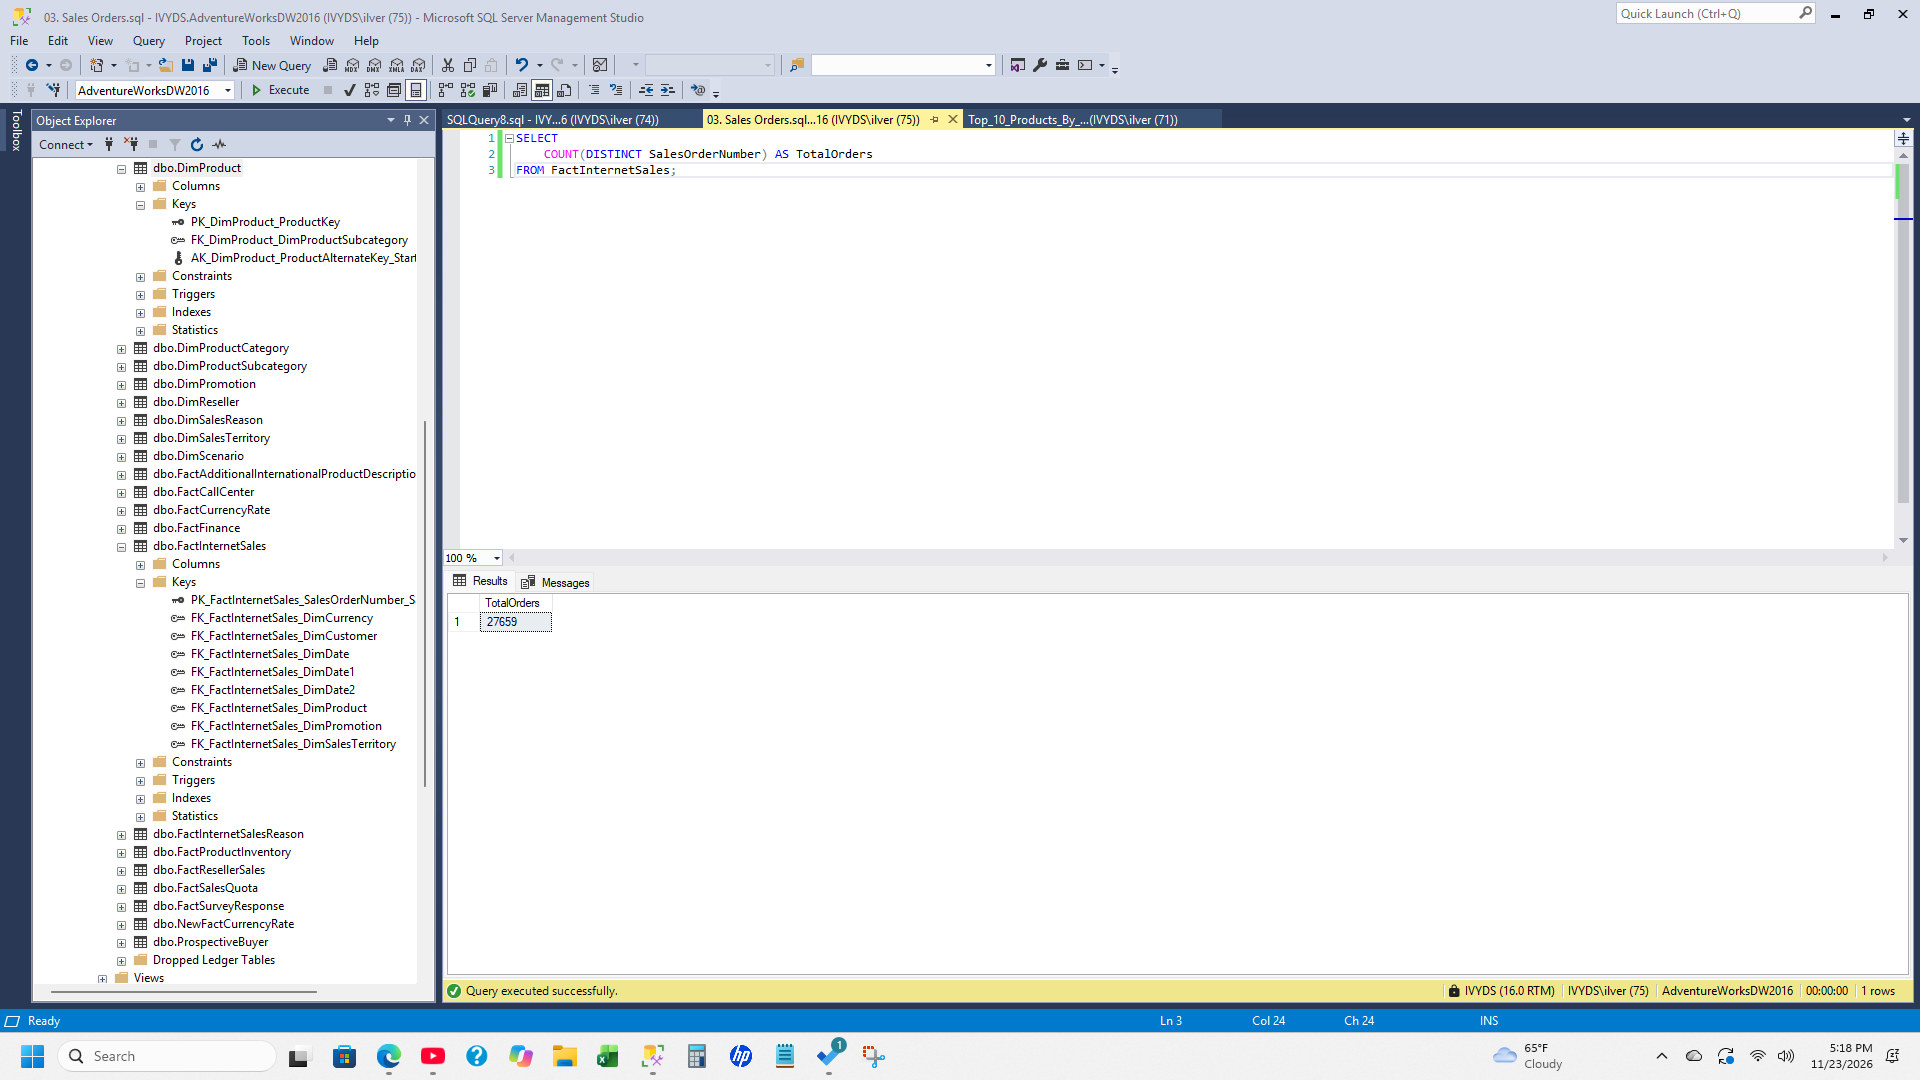 03. Sales Orders.sql - IVYDS.AdventureWorksDW2016 (IVYDS\ilver (75)) - Microsoft SQL Server Management Studio
Quick Launch (Ctrl+Q)
File Edit View Query Project Tools Window Help
New Query
MDX DMX XMLA DAX
AdventureWorksDW2016
Execute
Toolbox
Object Explorer
Connect
dbo.DimProduct
Columns
Keys
PK_DimProduct_ProductKey
FK_DimProduct_DimProductSubcategory
AK_DimProduct_ProductAlternateKey_Start
Constraints
Triggers
Indexes
Statistics
dbo.DimProductCategory
dbo.DimProductSubcategory
dbo.DimPromotion
dbo.DimReseller
dbo.DimSalesReason
dbo.DimSalesTerritory
dbo.DimScenario
dbo.FactAdditionalInternationalProductDescriptio
dbo.FactCallCenter
dbo.FactCurrencyRate
dbo.FactFinance
dbo.FactInternetSales
Columns
Keys
PK_FactInternetSales_SalesOrderNumber_S
FK_FactInternetSales_DimCurrency
FK_FactInternetSales_DimCustomer
FK_FactInternetSales_DimDate
FK_FactInternetSales_DimDate1
FK_FactInternetSales_DimDate2
FK_FactInternetSales_DimProduct
FK_FactInternetSales_DimPromotion
FK_FactInternetSales_DimSalesTerritory
Constraints
Triggers
Indexes
Statistics
dbo.FactInternetSalesReason
dbo.FactProductInventory
dbo.FactResellerSales
dbo.FactSalesQuota
dbo.FactSurveyResponse
dbo.NewFactCurrencyRate
dbo.ProspectiveBuyer
Dropped Ledger Tables
Views
SQLQuery8.sql - IVY...6 (IVYDS\ilver (74))
03. Sales Orders.sql...16 (IVYDS\ilver (75))
Top_10_Products_By_...(IVYDS\ilver (71))
1 SELECT
2 COUNT(DISTINCT SalesOrderNumber) AS TotalOrders
3 FROM FactInternetSales;
100 %
Results Messages
TotalOrders
1 27659
Query executed successfully.
IVYDS (16.0 RTM) IVYDS\ilver (75) AdventureWorksDW2016 00:00:00 1 rows
Ready
Ln 3 Col 24 Ch 24 INS
Search
hp
1
65°F
Cloudy
5:18 PM
11/23/2026